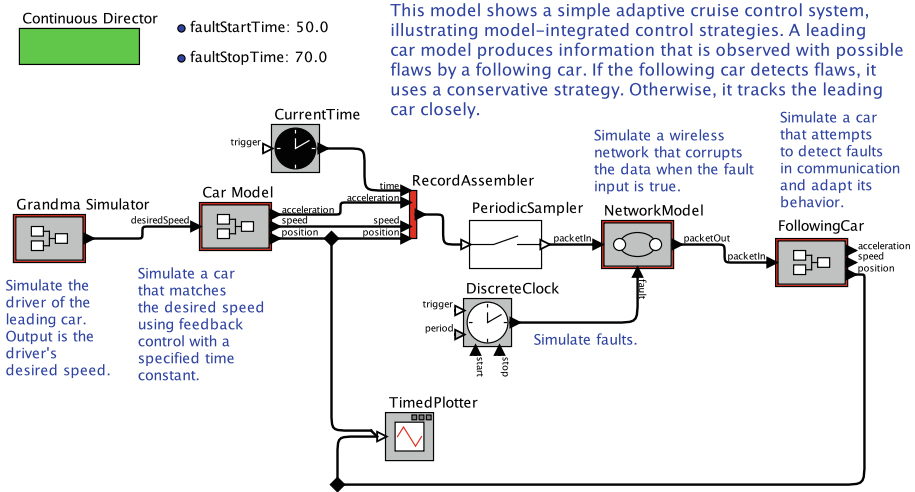 Continuous Director
faultStartTime: 50.0
faultStopTime: 70.0
This model shows a simple adaptive cruise control system,
illustrating model-integrated control strategies. A leading
car model produces information that is observed with possible
flaws by a following car. If the following car detects flaws, it
uses a conservative strategy. Otherwise, it tracks the leading
car closely.
CurrentTime
trigger
Simulate a wireless
network that corrupts
the data when the fault
input is true.
Simulate a car
that attempts
to detect faults
in communication
and adapt its
behavior.
Grandma Simulator
desiredSpeed
Car Model
acceleration
speed
position
time
acceleration
speed
position
RecordAssembler
PeriodicSampler
packetIn
NetworkModel
packetOut
fault
packetIn
FollowingCar
acceleration
speed
position
Simulate the
driver of the
leading car.
Output is the
driver's
desired speed.
Simulate a car
that matches
the desired speed
using feedback
control with a
specified time
constant.
DiscreteClock
trigger
period
start
stop
Simulate faults.
TimedPlotter